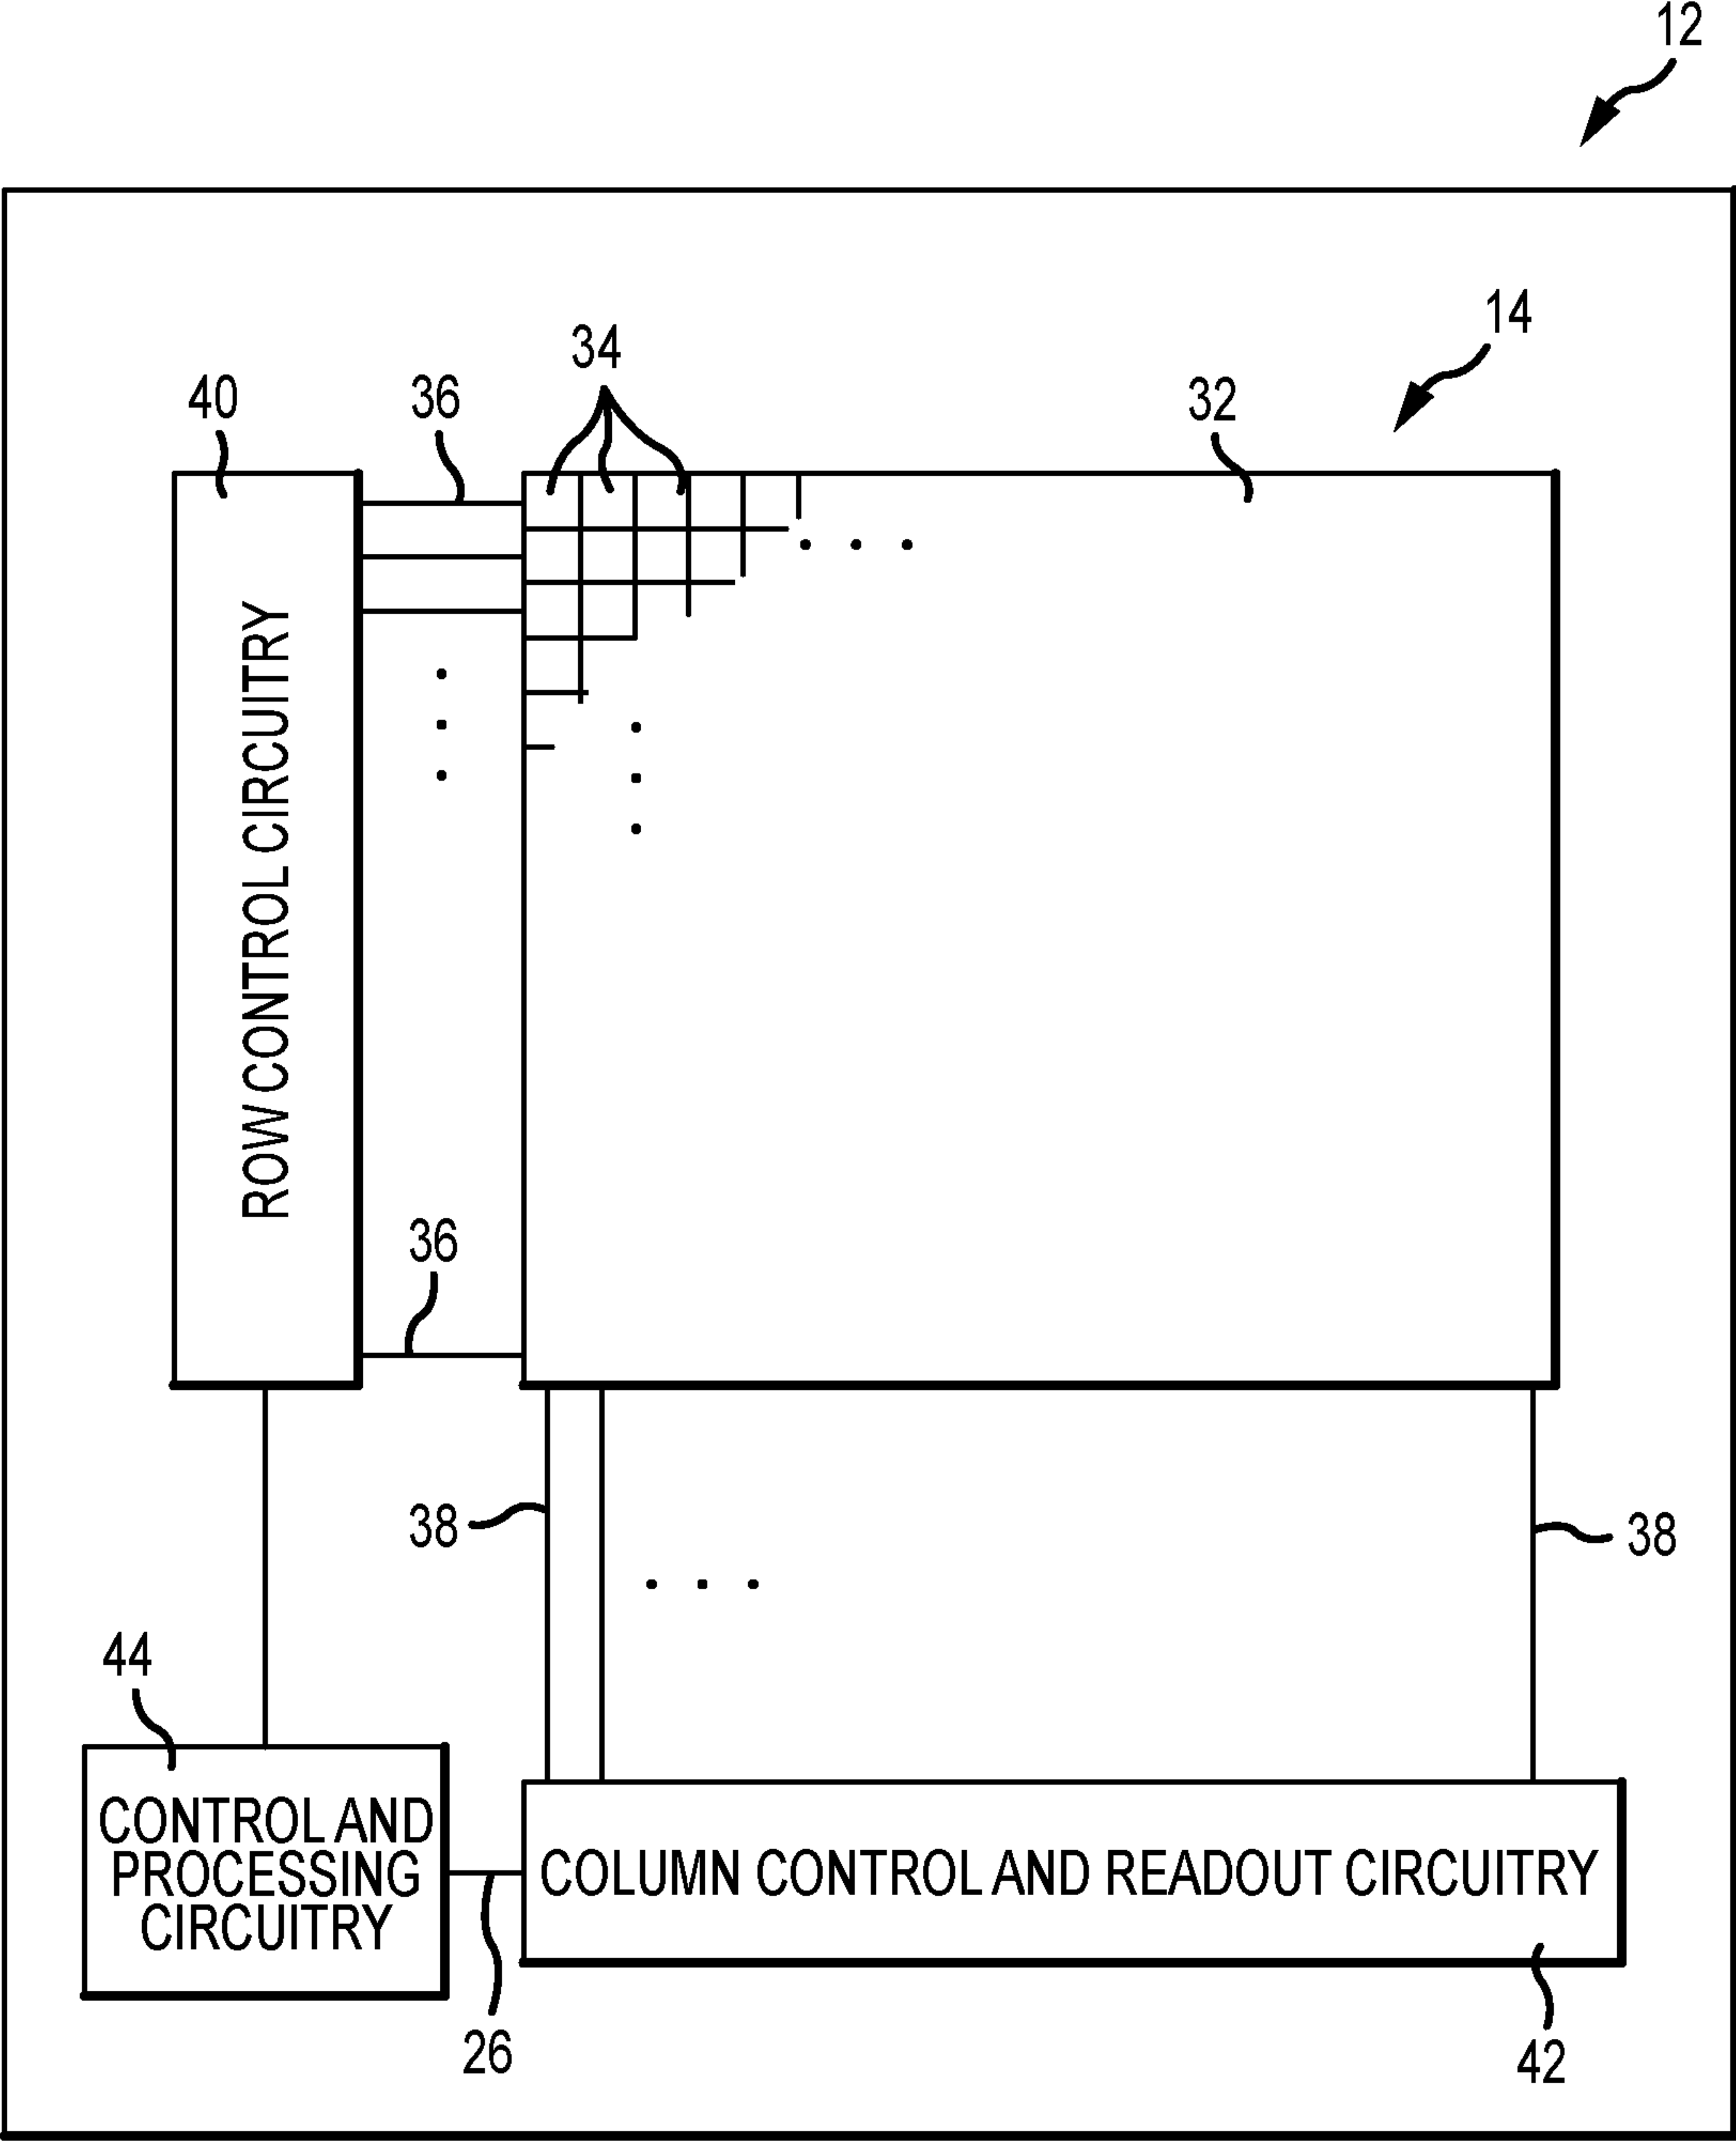 12
14
34
40
36
32
ROW CONTROL CIRCUITRY
36
38
38
44
CONTROL AND
PROCESSING
CIRCUITRY
COLUMN CONTROL AND READOUT CIRCUITRY
26
42